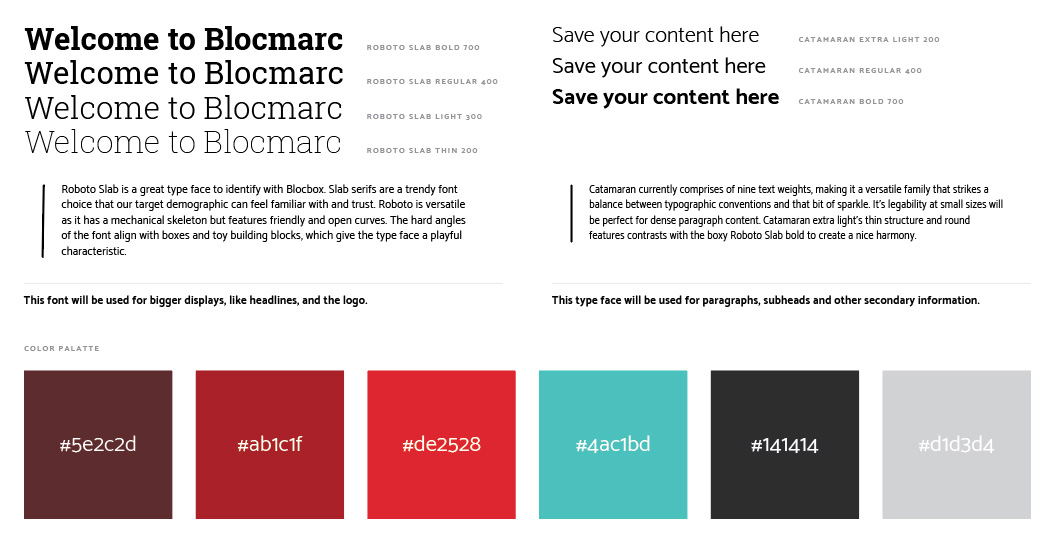 Welcome to Blocmarc ROBOTO SLAB BOLD 700
Welcome to Blocmarc ROBOTO SLAB REGULAR 400
Welcome to Blocmarc ROBOTO SLAB LIGHT 300
Welcome to Blocmarc ROBOTO SLAB THIN 200
Roboto Slab is a great type face to identify with Blocbox. Slab serifs are a trendy font
choice that our target demographic can feel familiar with and trust. Roboto is versatile
as it has a mechanical skeleton but features friendly and open curves. The hard angles
of the font align with boxes and toy building blocks, which give the type face a playful
characteristic.
This font will be used for bigger displays, like headlines, and the logo.
Save your content here CATAMARAN EXTRA LIGHT 200
Save your content here CATAMARAN REGULAR 400
Save your content here CATAMARAN BOLD 700
Catamaran currently comprises of nine text weights, making it a versatile family that strikes a
balance between typographic conventions and that bit of sparkle. It's legability at small sizes will
be perfect for dense paragraph content. Catamaran extra light's thin structure and round
features contrasts with the boxy Roboto Slab bold to create a nice harmony.
This type face will be used for paragraphs, subheads and other secondary information.
COLOR PALATTE
#5e2c2d #ab1c1f #de2528 #4ac1bd #141414 #d1d3d4